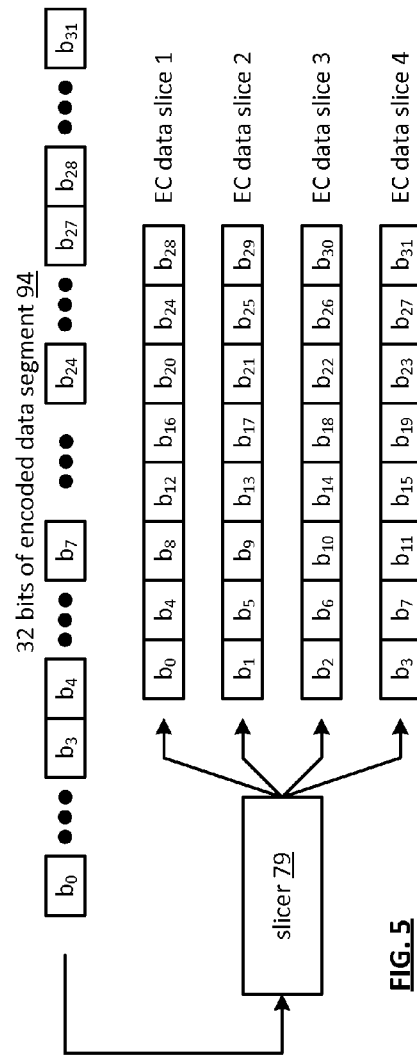 32 bits of encoded data segment 94
b0 ●●● b3 b4 ●●● b7 ●●● b24 ●●● b27 b28 ●●● b31
slicer 79
b0 b4 b8 b12 b16 b20 b24 b28 EC data slice 1
b1 b5 b9 b13 b17 b21 b25 b29 EC data slice 2
b2 b6 b10 b14 b18 b22 b26 b30 EC data slice 3
b3 b7 b11 b15 b19 b23 b27 b31 EC data slice 4
FIG. 5